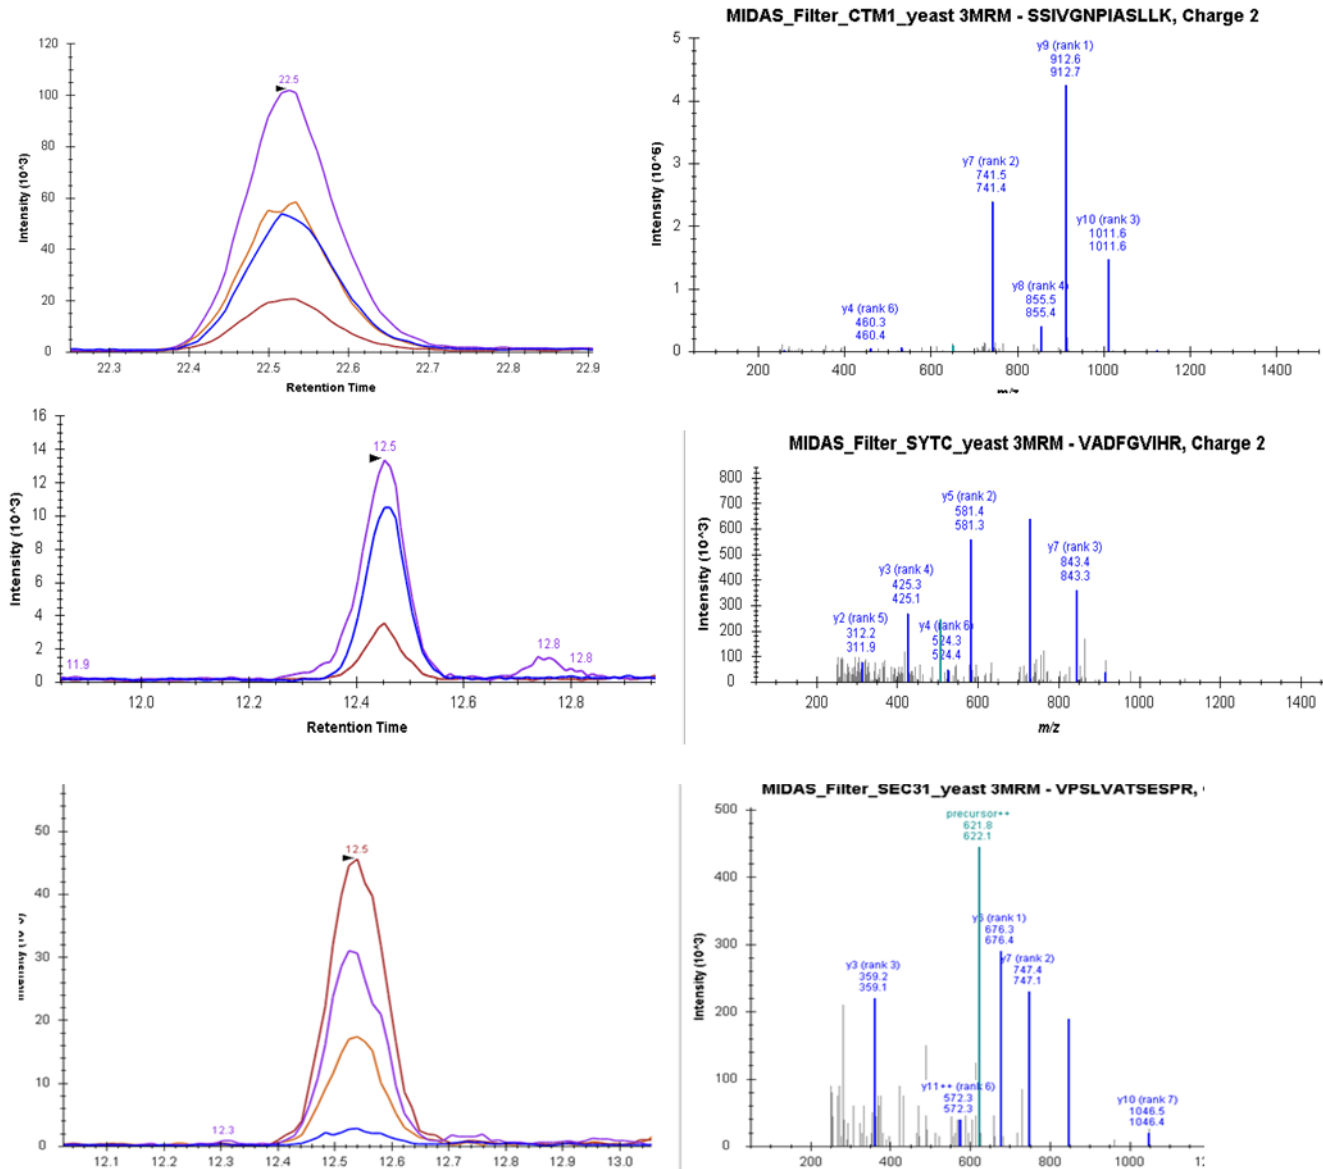 MIDAS_Filter_CTM1_yeast 3MRM - SSIVGNPIASLLK, Charge 2
120
100
80
60
40
20
0
Intensity (10^3)
22.5
22.3 22.4 22.5 22.6 22.7 22.8 22.9
Retention Time
5
4
3
2
1
0
Intensity (10^6)
y9 (rank 1)
912.6
912.7
y7 (rank 2)
741.5
741.4
y10 (rank 3)
1011.6
1011.6
y8 (rank 4)
855.5
855.4
y4 (rank 6)
460.3
460.4
200 400 600 800 1000 1200 1400
m/z
16
14
12
10
8
6
4
2
0
Intensity (10^3)
12.5
11.9
12.8
12.8
12.0 12.2 12.4 12.6 12.8
Retention Time
MIDAS_Filter_SYTC_yeast 3MRM - VADFGVIHR, Charge 2
800
700
600
500
400
300
200
100
0
Intensity (10^3)
y5 (rank 2)
581.4
581.3
y7 (rank 3)
843.4
843.3
y3 (rank 4)
425.3
425.1
y2 (rank 5)
312.2
311.9
y4 (rank 6)
524.3
524.4
200 400 600 800 1000 1200 1400
m/z
50
40
30
20
10
0
12.5
12.3
12.1 12.2 12.3 12.4 12.5 12.6 12.7 12.8 12.9 13.0
MIDAS_Filter_SEC31_yeast 3MRM - VPSLVATSESPR,
500
400
300
200
100
0
Intensity (10^3)
precursor++
621.8
622.1
y6 (rank 1)
676.3
676.4
y7 (rank 2)
747.4
747.1
y3 (rank 3)
359.2
359.1
y11++ (rank 6)
572.3
572.3
y10 (rank 7)
1046.5
1046.4
200 400 600 800 1000